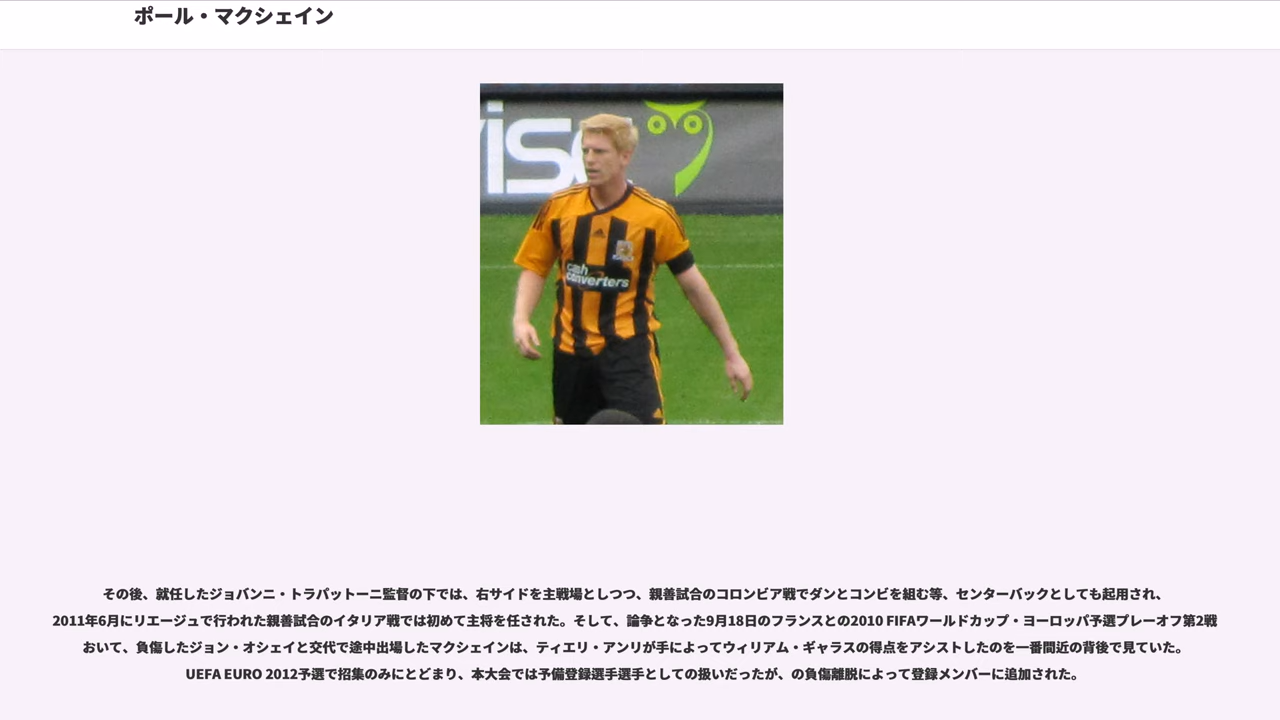 ポール・マクシェイン
vise
cash
converters
その後、就任したジョバンニ・トラパットーニ監督の下では、右サイドを主戦場としつつ、親善試合のコロンビア戦でダンとコンビを組む等、センターバックとしても起用され、
2011年6月にリエージュで行われた親善試合のイタリア戦では初めて主将を任された。そして、論争となった9月18日のフランスとの2010 FIFAワールドカップ・ヨーロッパ予選プレーオフ第2戦
おいて、負傷したジョン・オシェイと交代で途中出場したマクシェインは、ティエリ・アンリが手によってウィリアム・ギャラスの得点をアシストしたのを一番間近の背後で見ていた。
UEFA EURO 2012予選で招集のみにとどまり、本大会では予備登録選手選手としての扱いだったが、の負傷離脱によって登録メンバーに追加された。